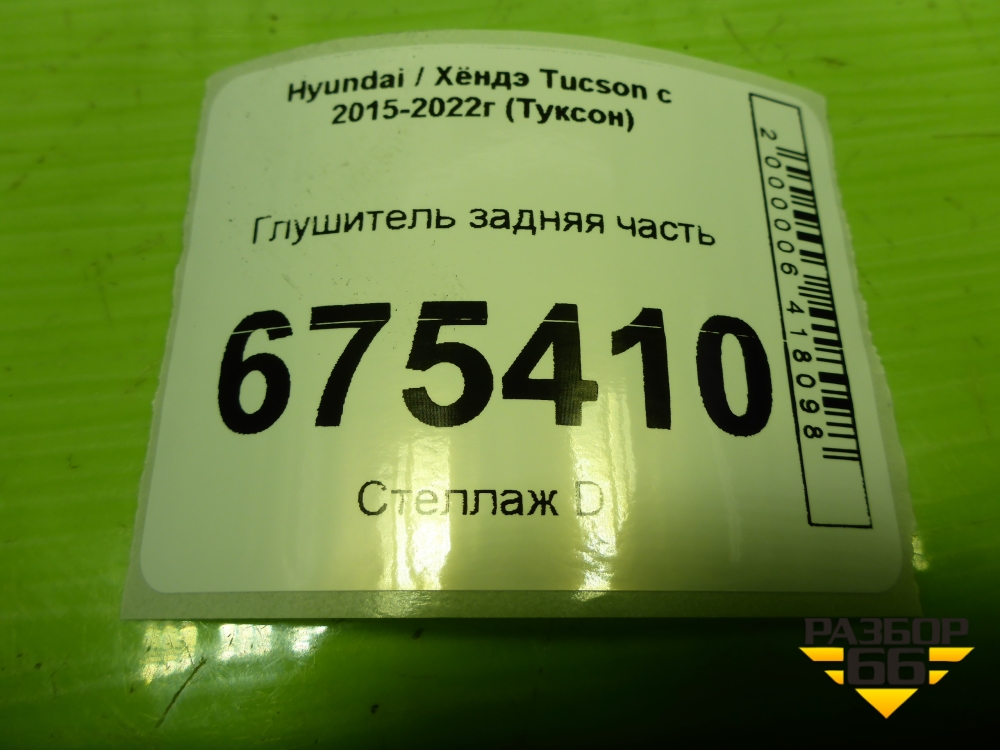 Hyundai / Хёндэ Tucson с
2015-2022г (Туксон)
Глушитель задняя часть
675410
Стеллаж D
2000006418098
РАЗБОР
66